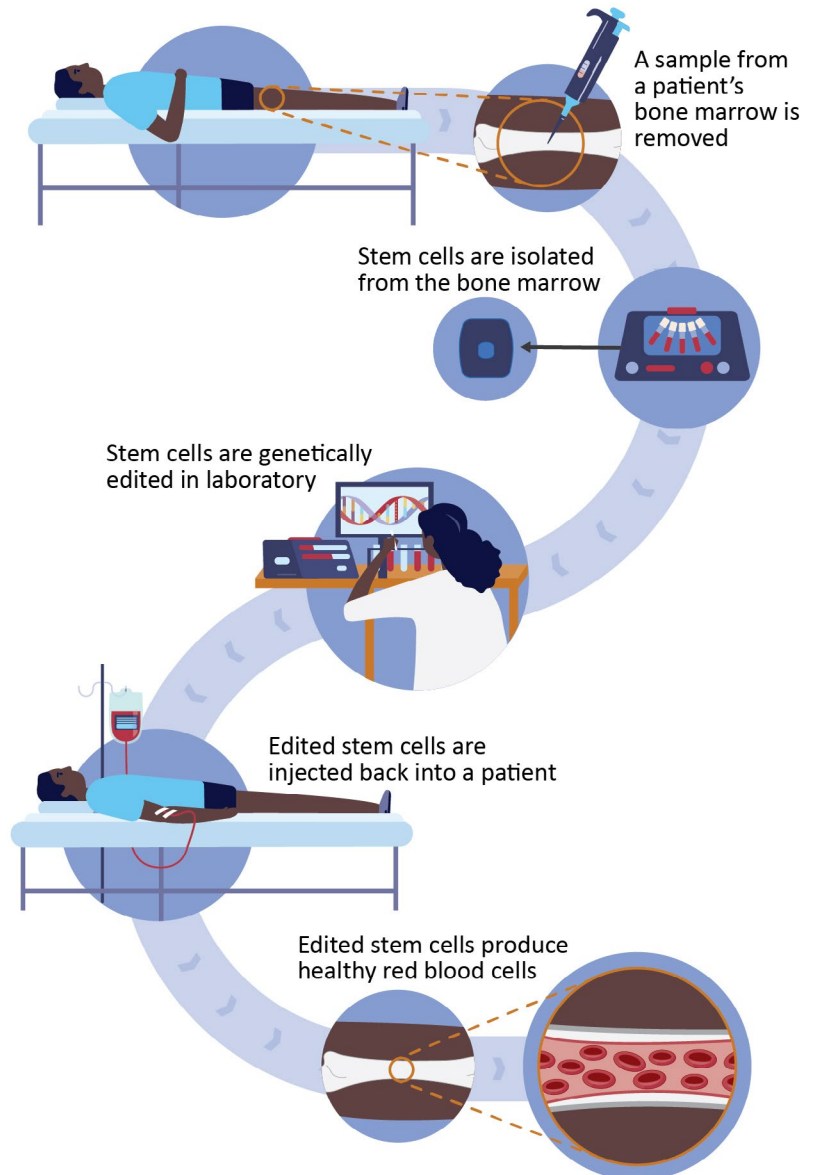 A sample from
a patient's
bone marrow is
removed
Stem cells are isolated
from the bone marrow
Stem cells are genetically
edited in laboratory
Edited stem cells are
injected back into a patient
Edited stem cells produce
healthy red blood cells